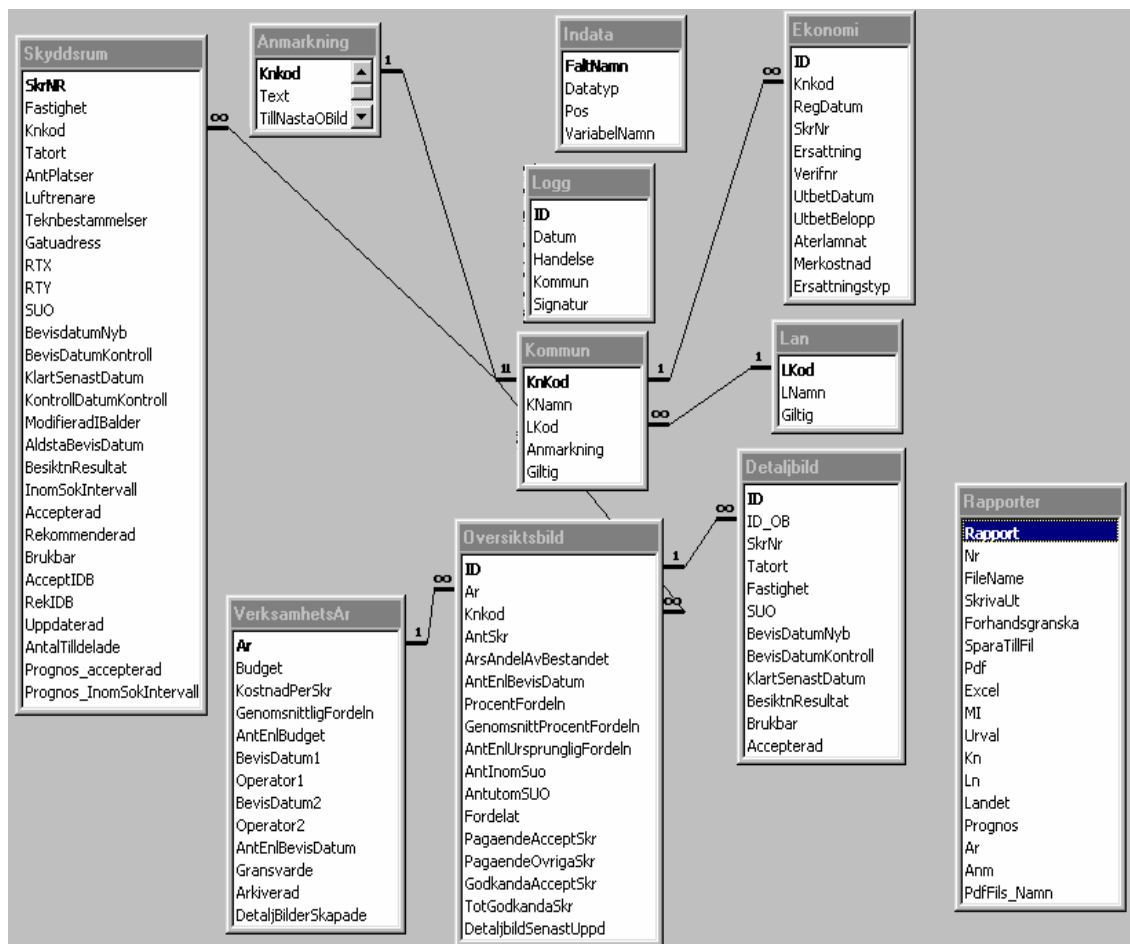 Skyddsrum
SkrNR
Fastighet
Knkod
Tatort
AntPlatser
Luftrenare
Teknbestammelser
Gatuadress
RTX
RTY
SUO
BevisdatumNyb
BevisDatumKontroll
KlartSenastDatum
KontrollDatumKontroll
ModifieradIBalder
AldstaBevisDatum
BesiktnResultat
InomSokIntervall
Accepterad
Rekommenderad
Brukbar
AcceptIDB
RekIDB
Uppdaterad
AntalTilldelade
Prognos_accepterad
Prognos_InomSokIntervall
∞
Anmarkning
Knkod
Text
TillNastaOBild
1
Indata
FaltNamn
Datatyp
Pos
VariabelNamn
Logg
ID
Datum
Handelse
Kommun
Signatur
Ekonomi
ID
Knkod
RegDatum
SkrNr
Ersattning
Verifnr
UtbetDatum
UtbetBelopp
Aterlamnat
Merkostnad
Ersattningstyp
∞
Kommun
KnKod
KNamn
LKod
Anmarkning
Giltig
11
1
∞
Lan
LKod
LNamn
Giltig
1
VerksamhetsAr
Ar
Budget
KostnadPerSkr
GenomsnittligFordeln
AntEnlBudget
BevisDatum1
Operator1
BevisDatum2
Operator2
AntEnlBevisDatum
Gransvarde
Arkiverad
DetaljBilderSkapade
1
∞
Oversiktsbild
ID
Ar
Knkod
AntSkr
ArsAndelAvBestandet
AntEnlBevisDatum
ProcentFordeln
GenomsnittProcentFordeln
AntEnlUrsprungligFordeln
AntInomSuo
AntutomSUO
Fordelat
PagaendeAcceptSkr
PagaendeOvrigaSkr
GodkandaAcceptSkr
TotGodkandaSkr
DetaljbildSenastUppd
1
∞
∞
Detaljbild
ID
ID_OB
SkrNr
Tatort
Fastighet
SUO
BevisDatumNyb
BevisDatumKontroll
KlartSenastDatum
BesiktnResultat
Brukbar
Accepterad
Rapporter
Rapport
Nr
FileName
SkrivaUt
Forhandsgranska
SparaTillFil
Pdf
Excel
MI
Urval
Kn
Ln
Landet
Prognos
Ar
Anm
PdfFils_Namn